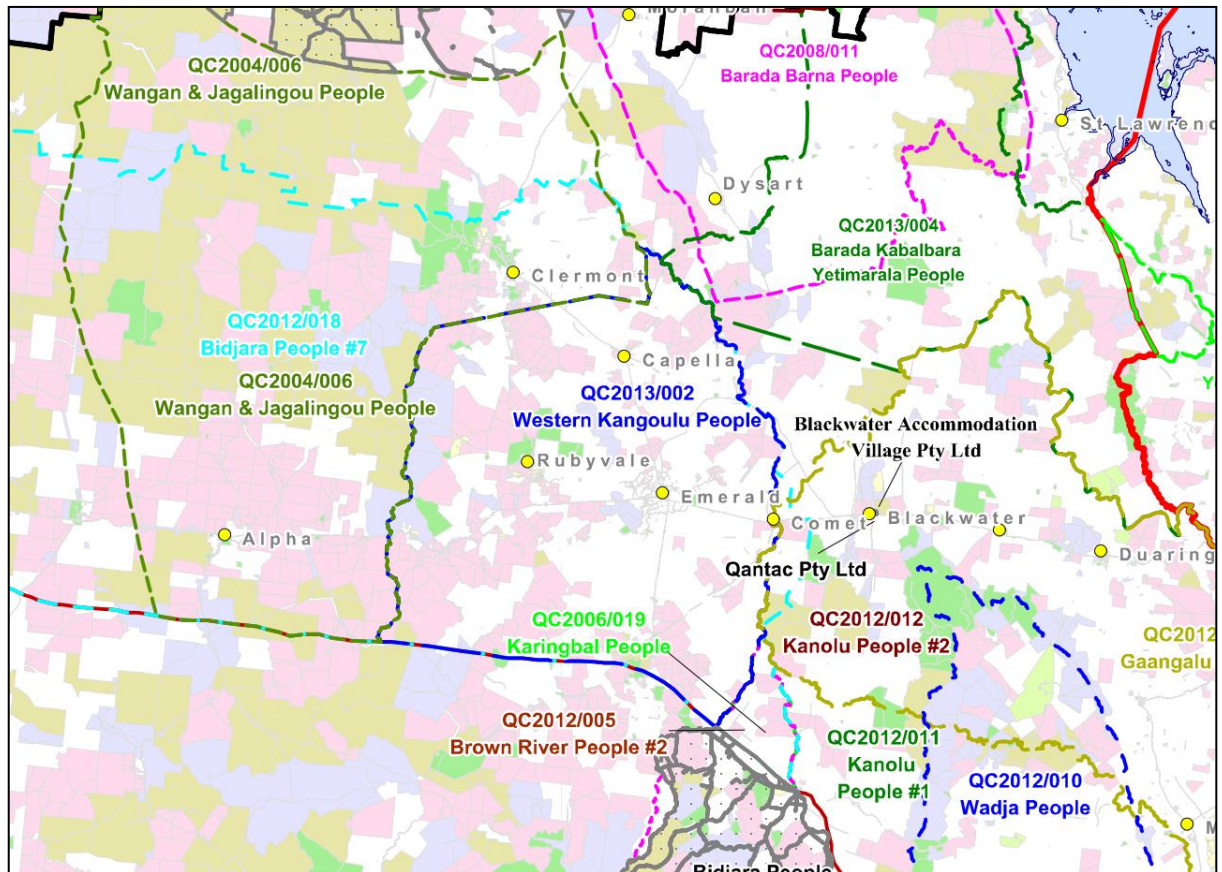 Moranbah
QC2004/006
Wangan & Jagalingou People
QC2008/011
Barada Barna People
St Lawrenc
Dysart
QC2013/004
Barada Kabalbara
Yetimarala People
Clermont
QC2012/018
Bidjara People #7
Capella
QC2004/006
Wangan & Jagalingou People
QC2013/002
Western Kangoulu People
Y
Blackwater Accommodation
Village Pty Ltd
Rubyvale
Emerald
Comet
Blackwater
Alpha
Duaring
Qantac Pty Ltd
QC2006/019
Karingbal People
QC2012/012
Kanolu People #2
QC2012
Gaangalu
QC2012/005
Brown River People #2
QC2012/011
Kanolu
People #1
QC2012/010
Wadja People
M
Bidjara People